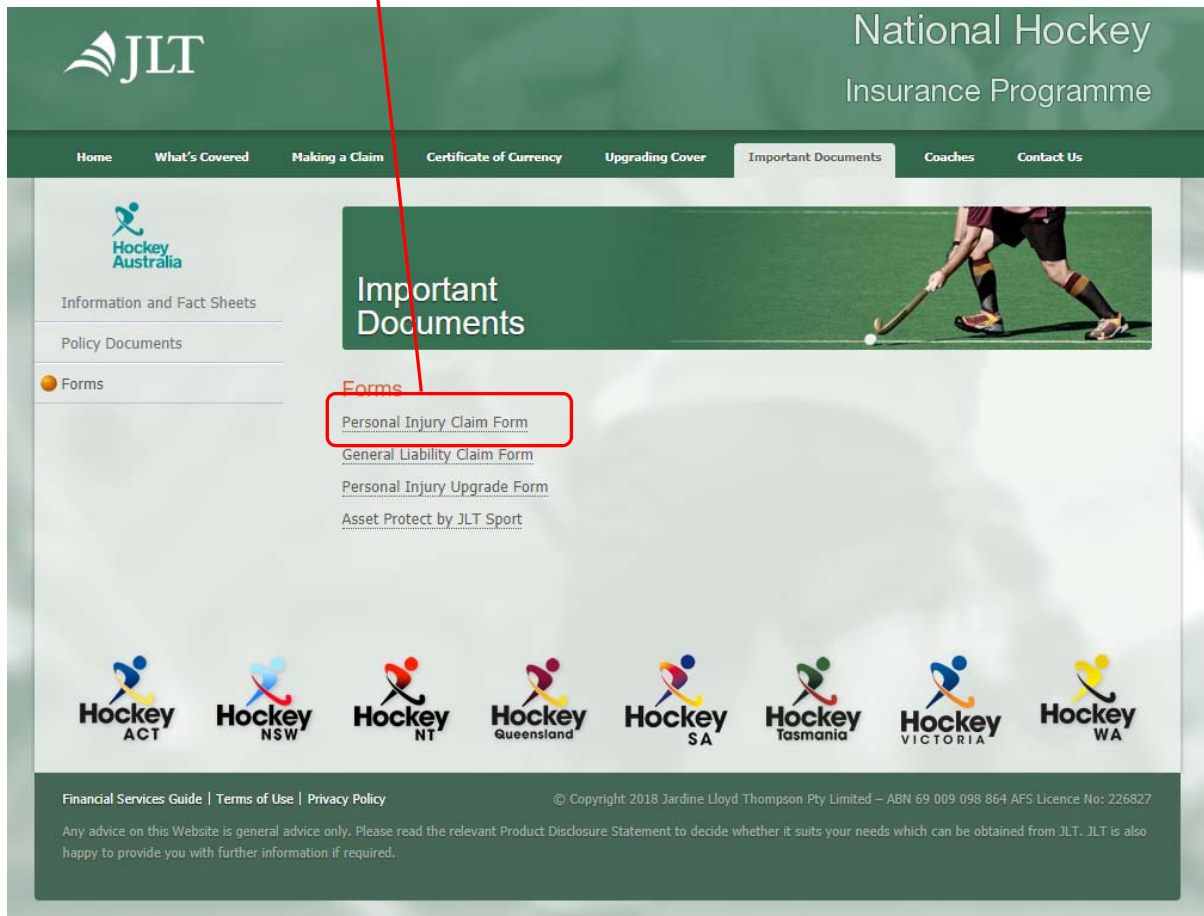 JLT
National Hockey
Insurance Programme
Home What's Covered Making a Claim Certificate of Currency Upgrading Cover Important Documents Coaches Contact Us
Hockey
Australia
Information and Fact Sheets
Policy Documents
Forms
Important
Documents
Forms
Personal Injury Claim Form
General Liability Claim Form
Personal Injury Upgrade Form
Asset Protect by JLT Sport
Hockey
ACT
Hockey
NSW
Hockey
NT
Hockey
Queensland
Hockey
SA
Hockey
Tasmania
Hockey
VICTORIA
Hockey
WA
Financial Services Guide | Terms of Use | Privacy Policy
© Copyright 2018 Jardine Lloyd Thompson Pty Limited – ABN 69 009 098 864 AFS Licence No: 226827
Any advice on this Website is general advice only. Please read the relevant Product Disclosure Statement to decide whether it suits your needs which can be obtained from JLT. JLT is also
happy to provide you with further information if required.